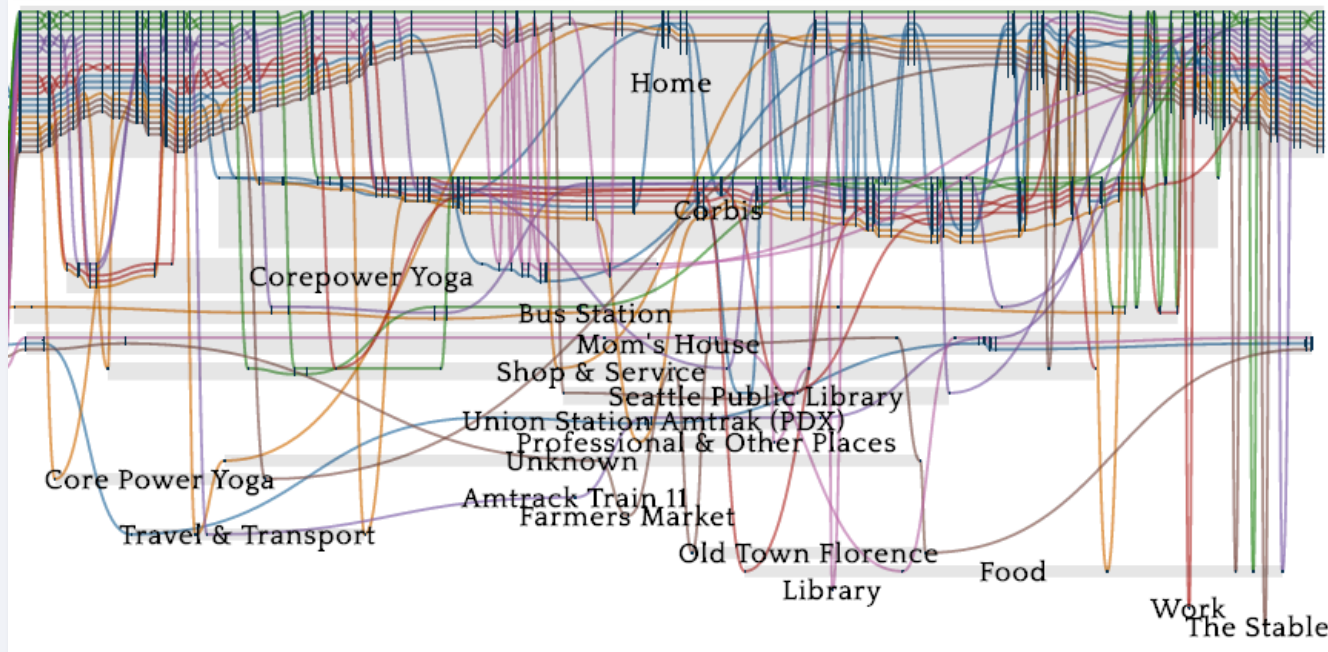 Home
Corbis
Corepower Yoga
Bus Station
Mom's House
Shop & Service
Seattle Public Library
Union Station Amtrak (PDX)
Professional & Other Places
Unknown
Core Power Yoga
Amtrack Train 11
Farmers Market
Travel & Transport
Old Town Florence
Food
Library
Work
The Stable